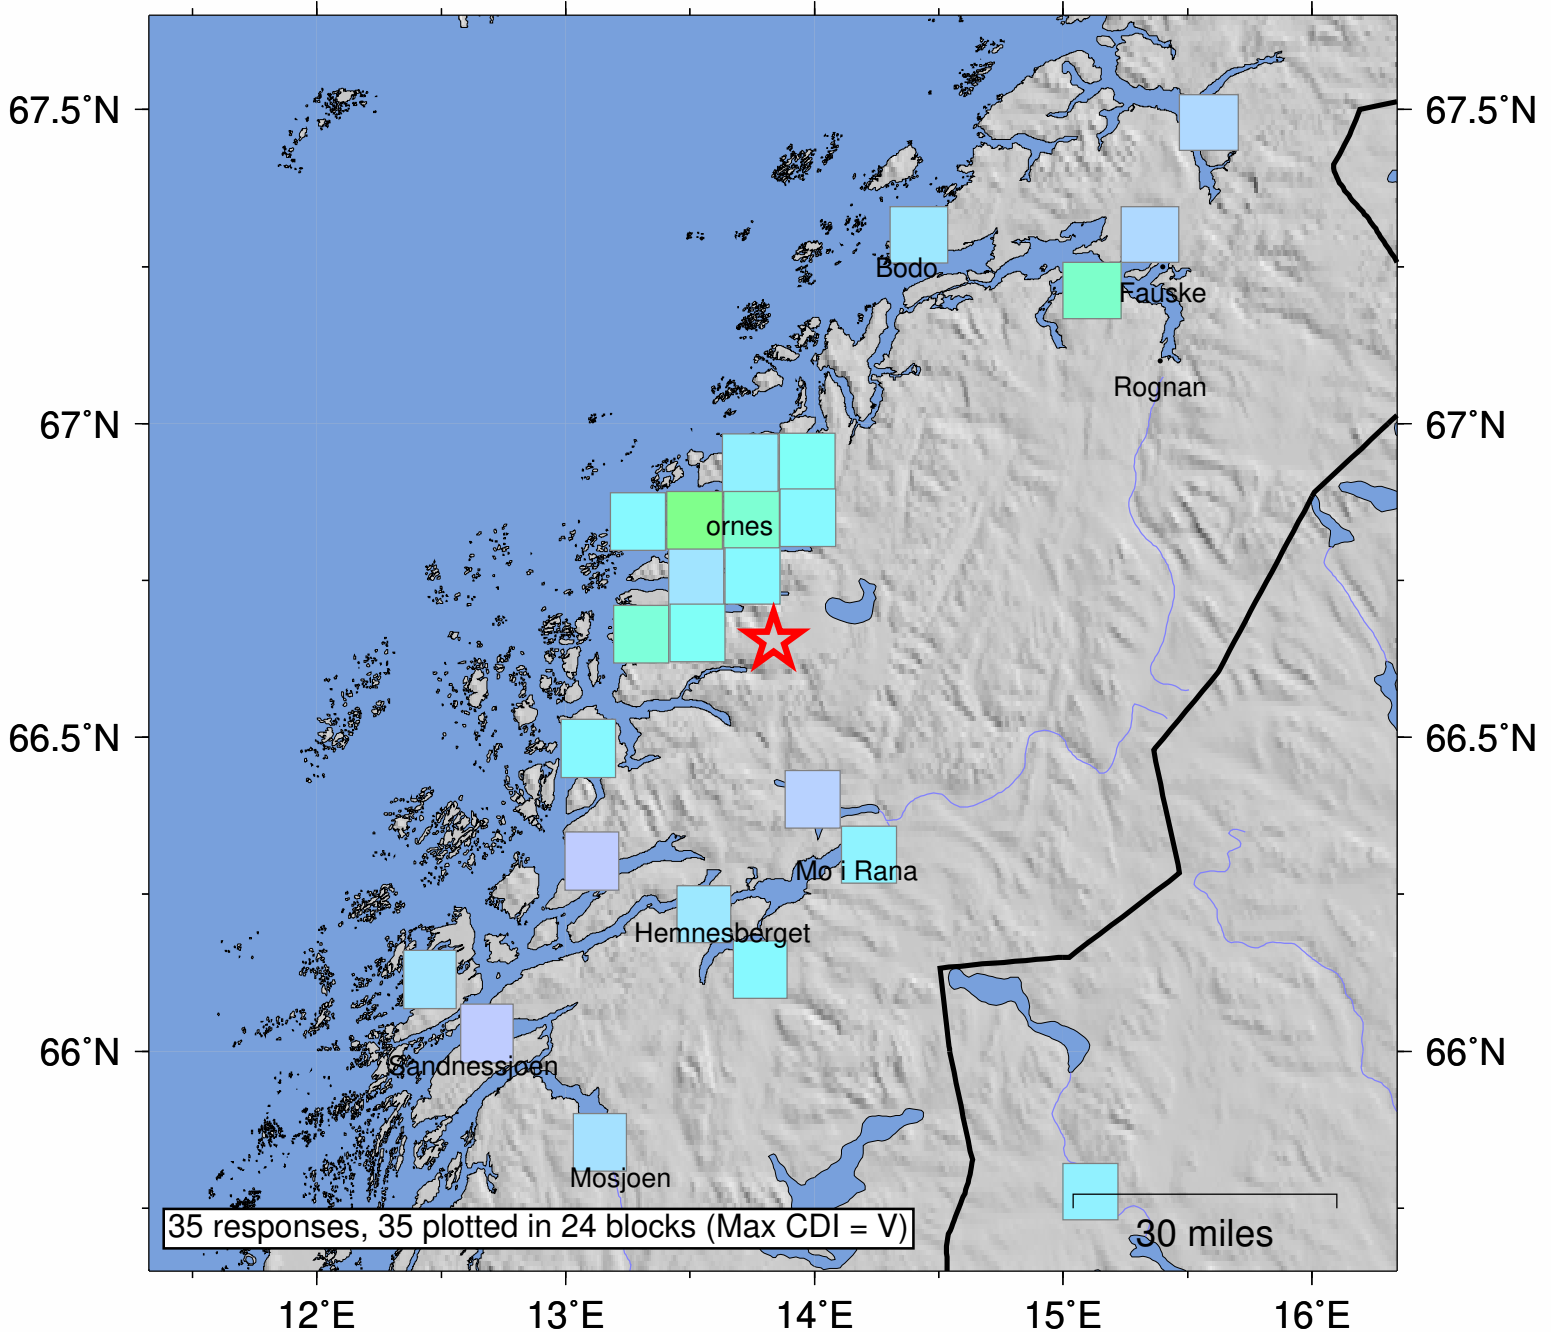 67.5˚N
67.5˚N
Bodo
Fauske
Rognan
67˚N
67˚N
ornes
66.5˚N
66.5˚N
Mo i Rana
Hemnesberget
66˚N
66˚N
Sandnessjoen
Mosjoen
35 responses, 35 plotted in 24 blocks (Max CDI = V)
30 miles
12˚E
13˚E
14˚E
15˚E
16˚E